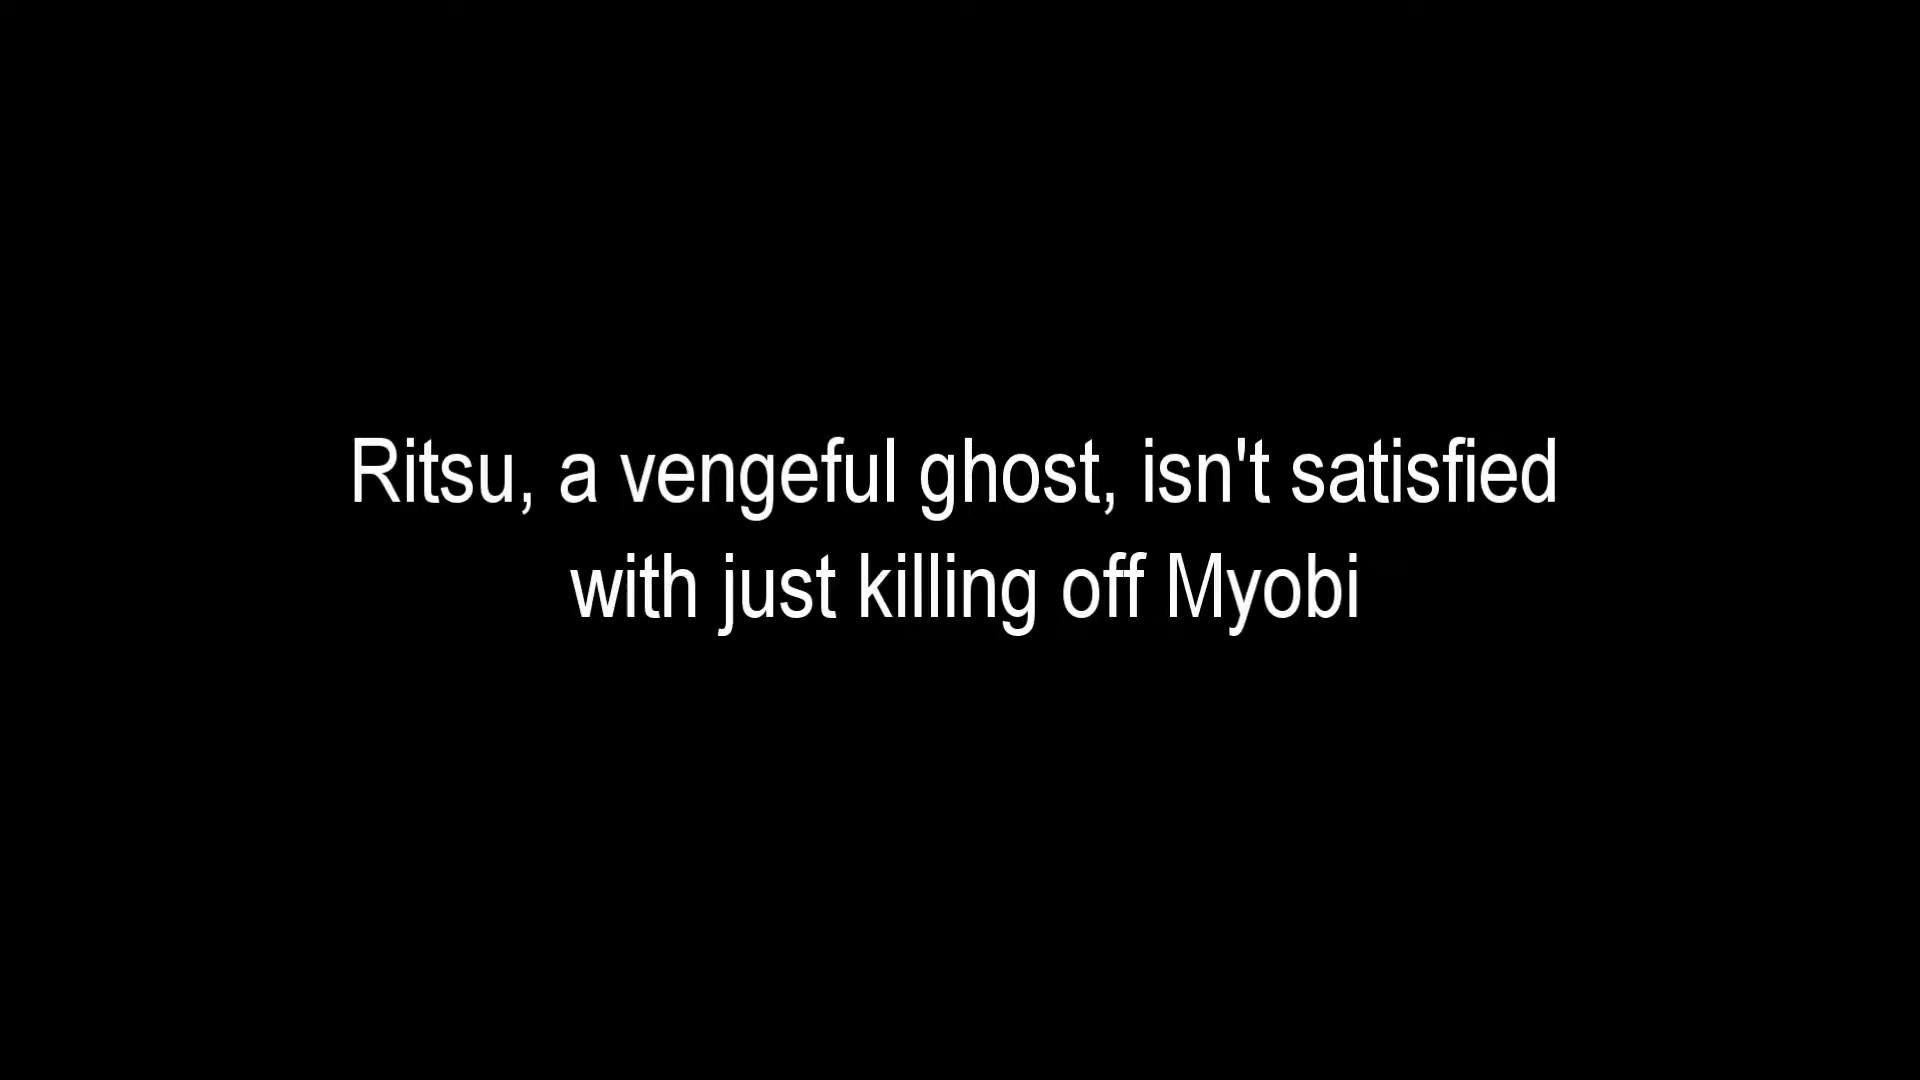 Ritsu, a vengeful ghost, isn't satisfied
with just killing off Myobi